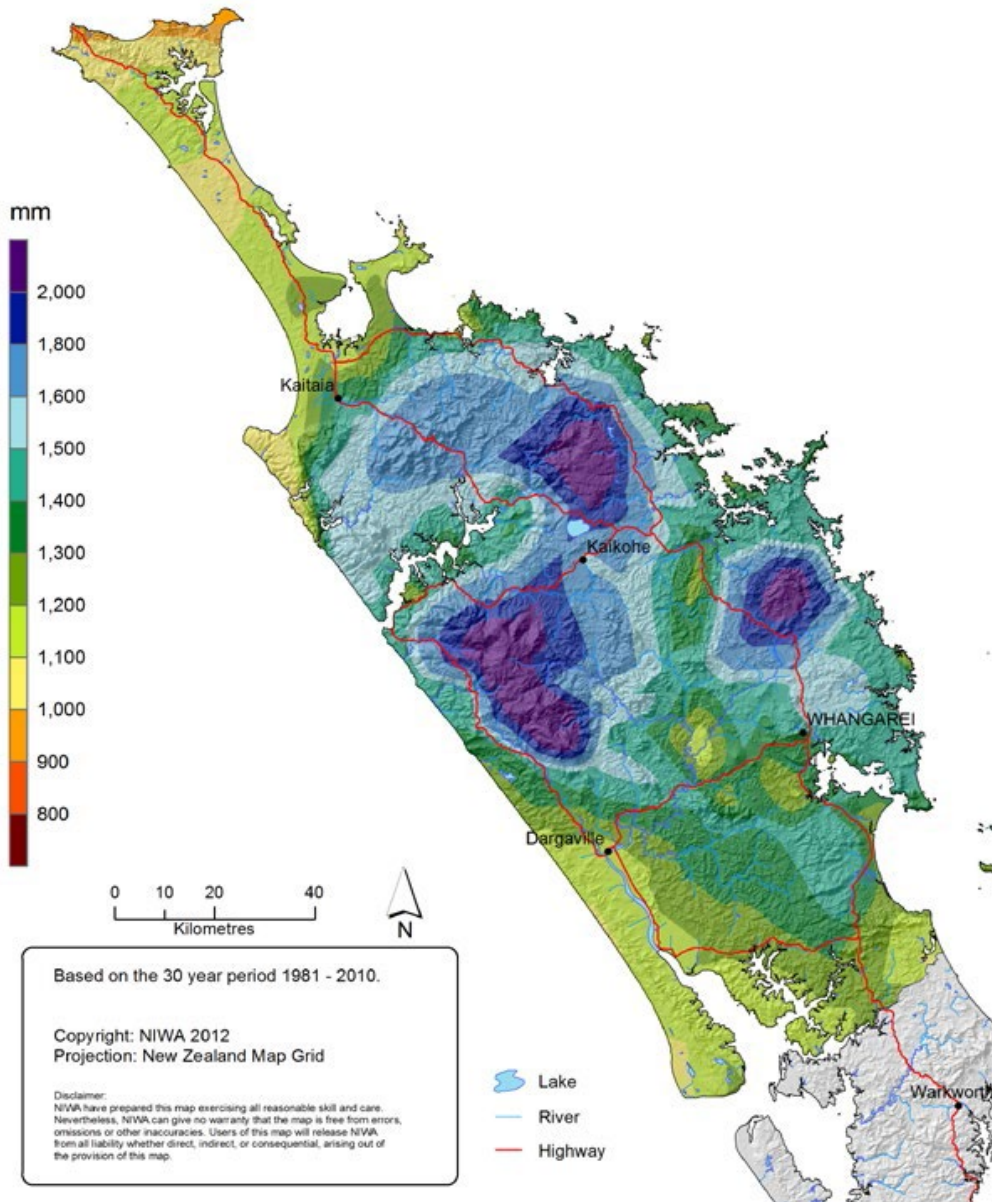 mm
2,000
1,800
1,600
1,500
1,400
1,300
1,200
1,100
1,000
900
800
Kaitaia
Kaikohe
WHANGAREI
Dargaville
Warkwort
0 10 20 40
Kilometres
N
Based on the 30 year period 1981 - 2010.
Copyright: NIWA 2012
Projection: New Zealand Map Grid
Disclaimer:
NIWA have prepared this map exercising all reasonable skill and care.
Nevertheless, NIWA can give no warranty that the map is free from errors,
omissions or other inaccuracies. Users of this map will release NIWA
from all liability whether direct, indirect, or consequential, arising out of
the provision of this map.
Lake
River
Highway